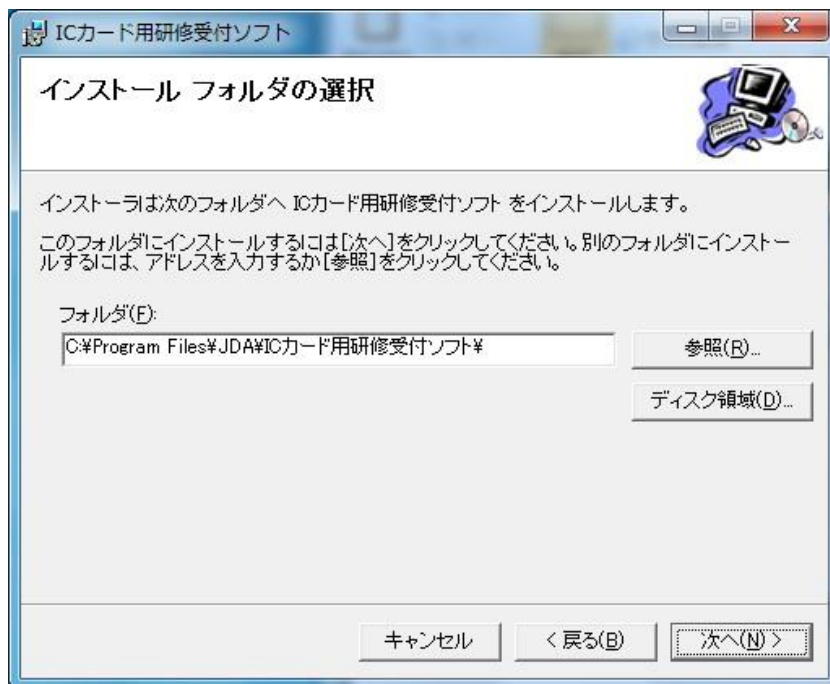 ICカード用研修受付ソフト
インストール フォルダの選択
インストーラは次のフォルダへ ICカード用研修受付ソフト をインストールします。
このフォルダにインストールするには[次へ]をクリックしてください。別のフォルダにインストー
ルするには、アドレスを入力するか[参照]をクリックしてください。
フォルダ(F):
C:¥Program Files¥JDA¥ICカード用研修受付ソフト¥
参照(R)...
ディスク領域(D)...
キャンセル
< 戻る(B)
次へ(N) >